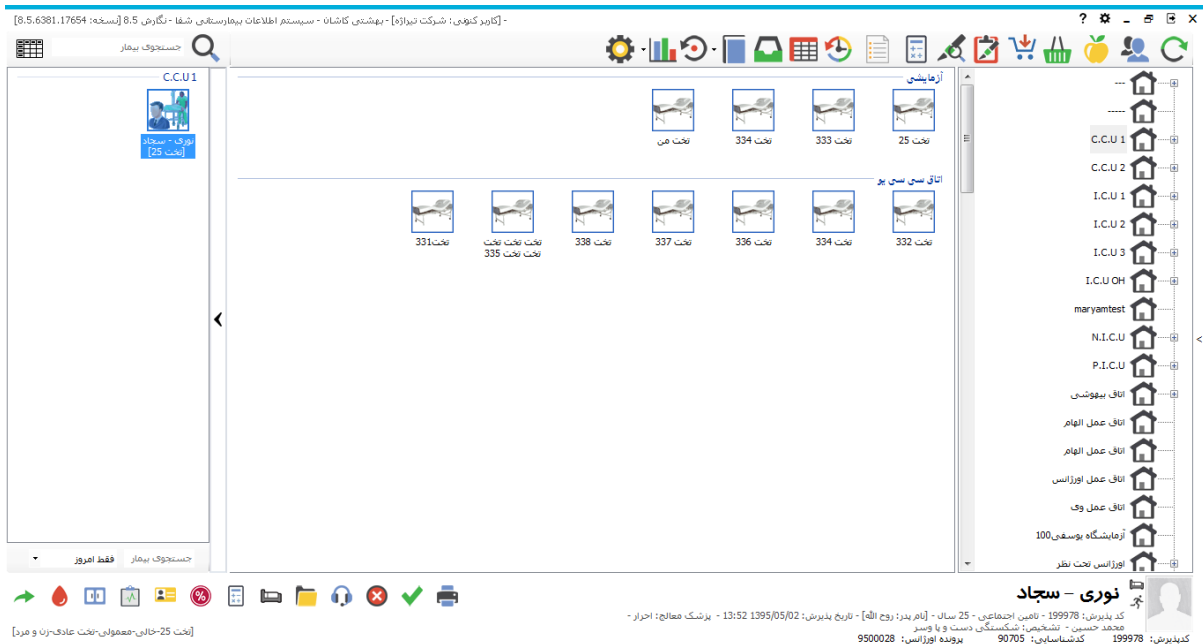 - [کاربر کنونی: شرکت تیراژه] - بهشتی کاشان - سیستم اطلاعات بیمارستانی شفا - نگارش 8.5 [نسخه: 8.5.6381.17654]
جستجوی بیمار
---
-----
C.C.U 1
C.C.U 2
I.C.U 1
I.C.U 2
I.C.U 3
I.C.U OH
maryamtest
N.I.C.U
P.I.C.U
اتاق بیهوشی
اتاق عمل الهام
اتاق عمل الهام
اتاق عمل اورژانس
اتاق عمل وی
آزمایشگاه یوسفی100
اورژانس تحت نظر
آزمایشی
تخت 25
تخت 333
تخت 334
تخت من
اتاق سی سی یو
تخت 332
تخت 334
تخت 336
تخت 337
تخت 338
تخت تخت تخت
تخت تخت 335
تخت331
C.C.U 1
نوری - سجاد
[تخت 25]
جستجوی بیمار
فقط امروز
نوری - سجاد
کد پذیرش: 199978 - تامین اجتماعی - 25 سال - [نام پدر: روح الله] - تاریخ پذیرش: 1395/05/02 13:52 - پزشک معالج: احرار -
محمد حسین - تشخیص: شکستگی دست و پا وسر
کدپذیرش: 199978 کدشناسایی: 90705 پرونده اورژانس: 9500028
[تخت 25-خالی-معمولی-تخت عادی-زن و مرد]